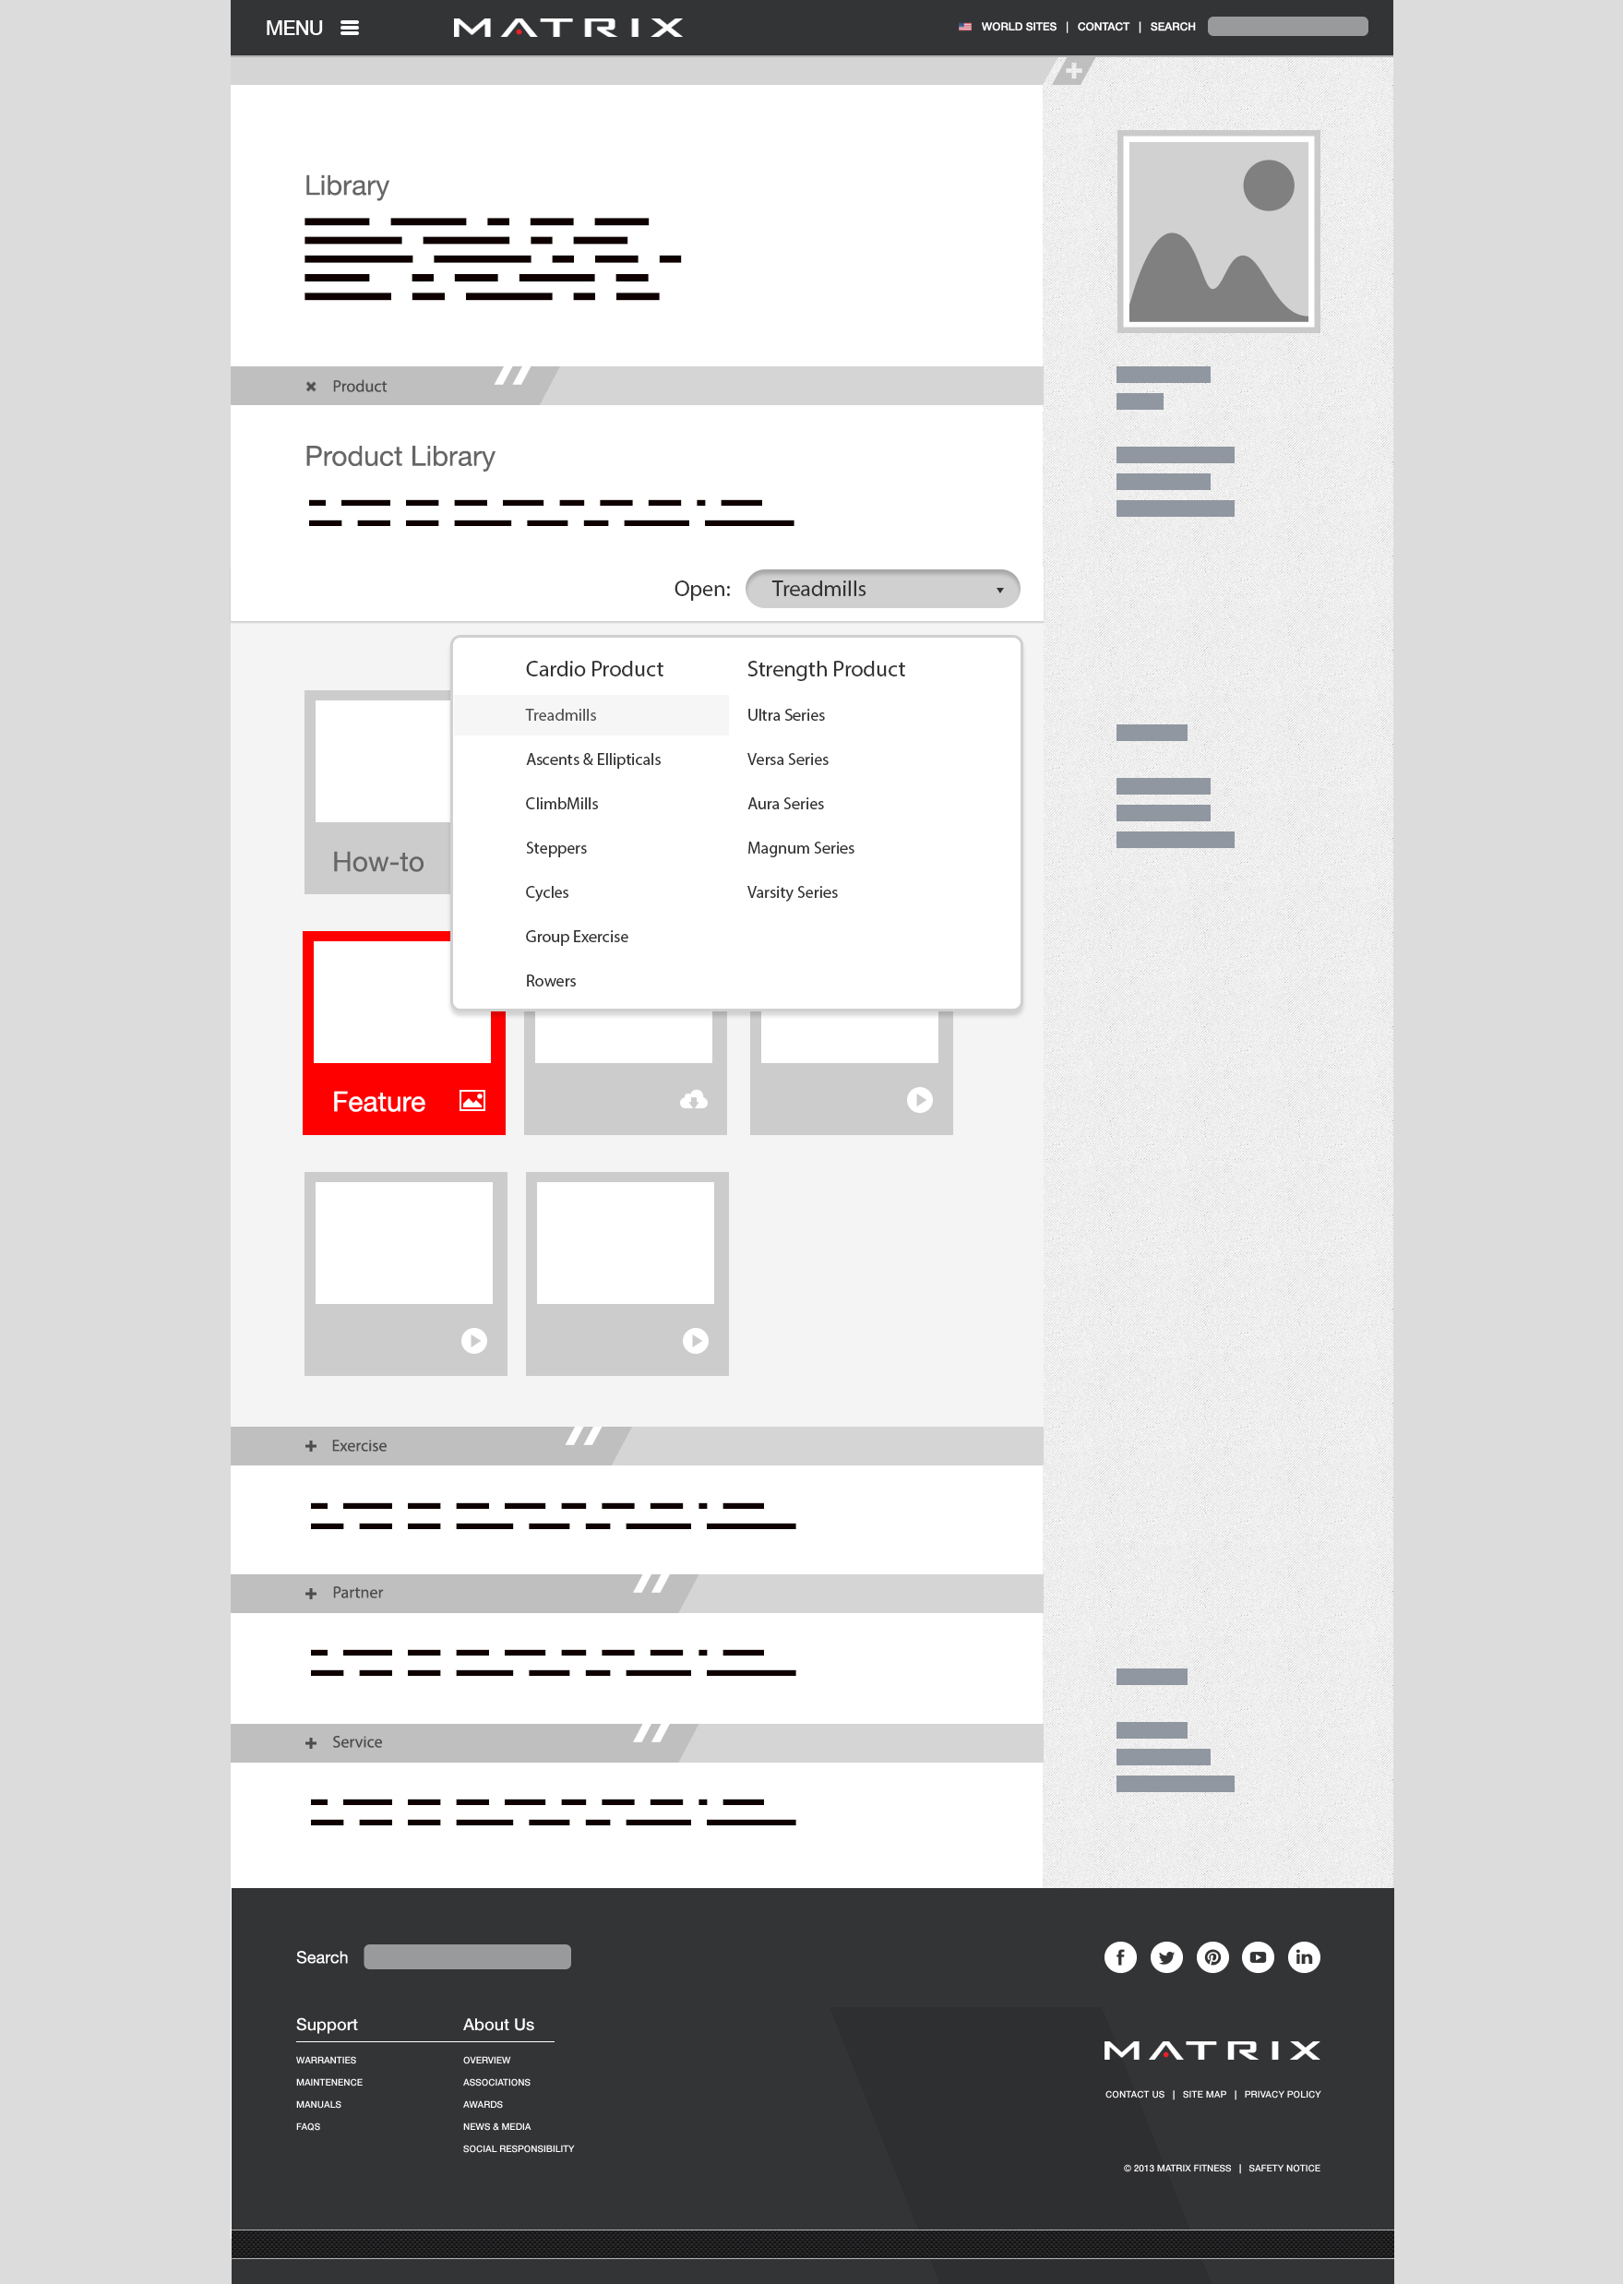 MENU
MATRIX
WORLD SITES | CONTACT | SEARCH
Library
Product
Product Library
Open: Treadmills
Cardio Product
Treadmills
Ascents & Ellipticals
ClimbMills
Steppers
Cycles
Group Exercise
Rowers
Strength Product
Ultra Series
Versa Series
Aura Series
Magnum Series
Varsity Series
How-to
Feature
Exercise
Partner
Service
Search
Support
WARRANTIES
MAINTENENCE
MANUALS
FAQS
About Us
OVERVIEW
ASSOCIATIONS
AWARDS
NEWS & MEDIA
SOCIAL RESPONSIBILITY
MATRIX
CONTACT US | SITE MAP | PRIVACY POLICY
© 2013 MATRIX FITNESS | SAFETY NOTICE